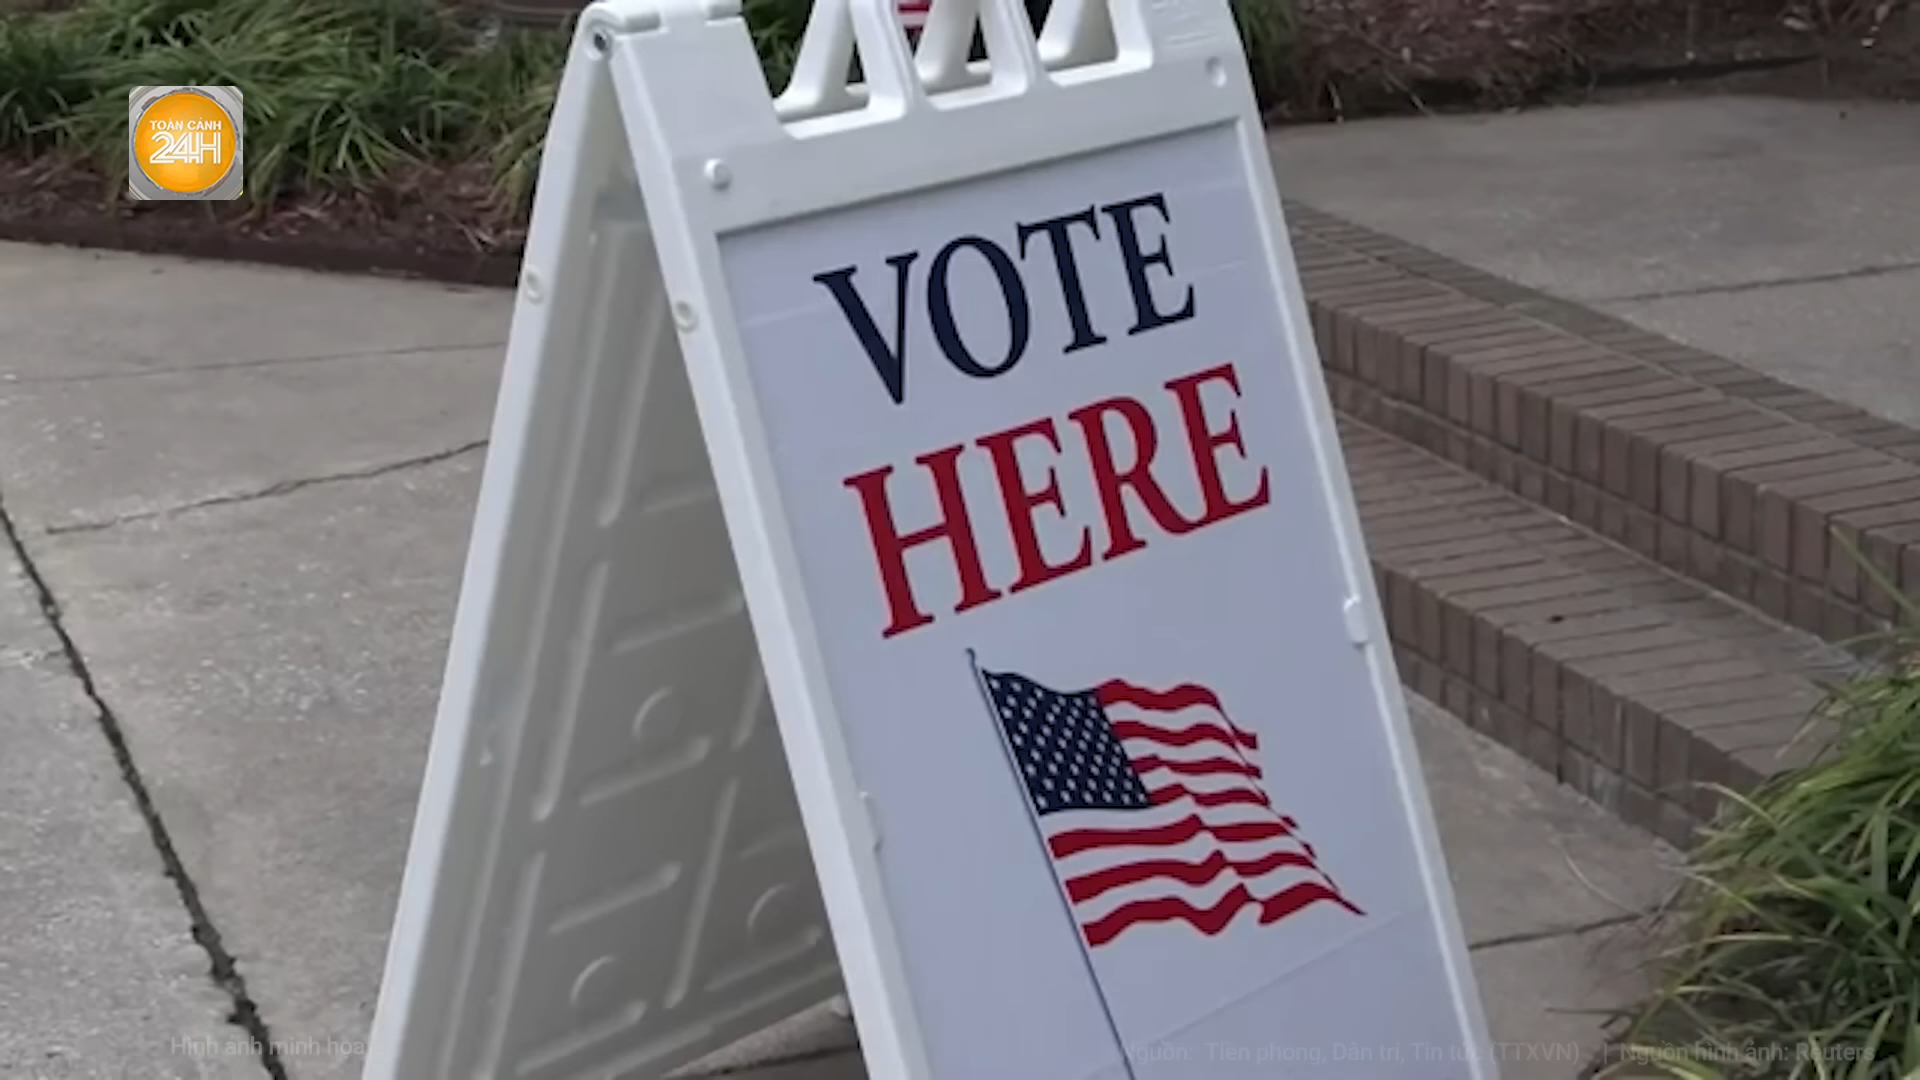 TOÀN CẢNH
24H
VOTE
HERE
Hình ảnh minh họa
Nguồn: Tiền phong, Dân trí, Tin tức (TTXVN) | Nguồn hình ảnh: Reuters